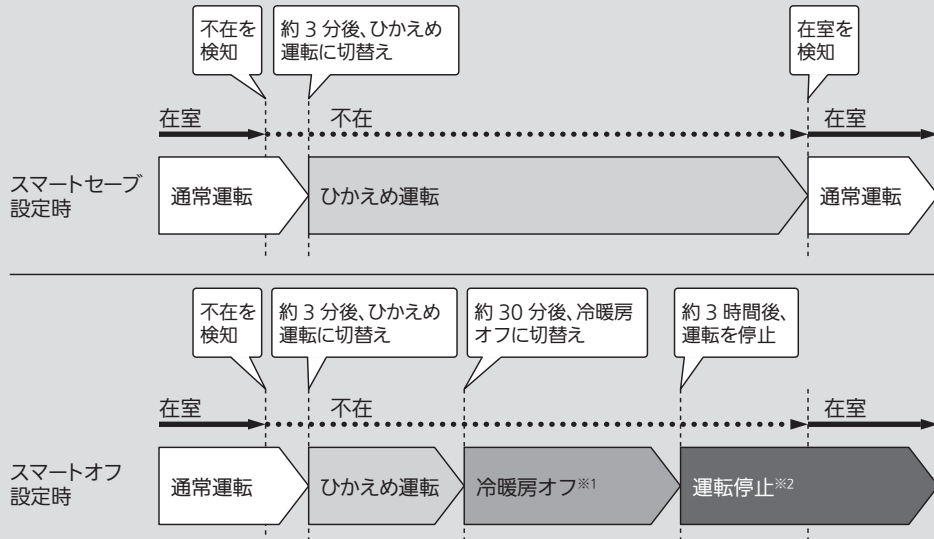 不在を
検知
約 3 分後、ひかえめ
運転に切替え
在室を
検知
在室
不在
在室
スマートセーブ
設定時
通常運転
ひかえめ運転
通常運転
不在を
検知
約 3 分後、ひかえめ
運転に切替え
約 30 分後、冷暖房
オフに切替え
約 3 時間後、
運転を停止
在室
不在
在室
スマートオフ
設定時
通常運転
ひかえめ運転
冷暖房オフ※1
運転停止※2